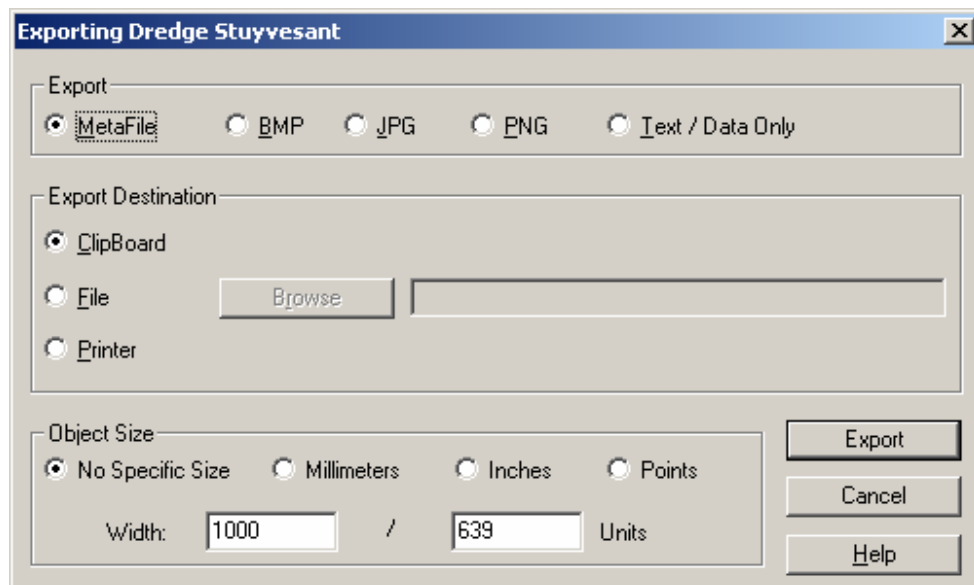 Exporting Dredge Stuyvesant
Export
MetaFile BMP JPG PNG Text / Data Only
Export Destination
ClipBoard
File Browse
Printer
Object Size
No Specific Size Millimeters Inches Points
Width: 1000 / 639 Units
Export
Cancel
Help